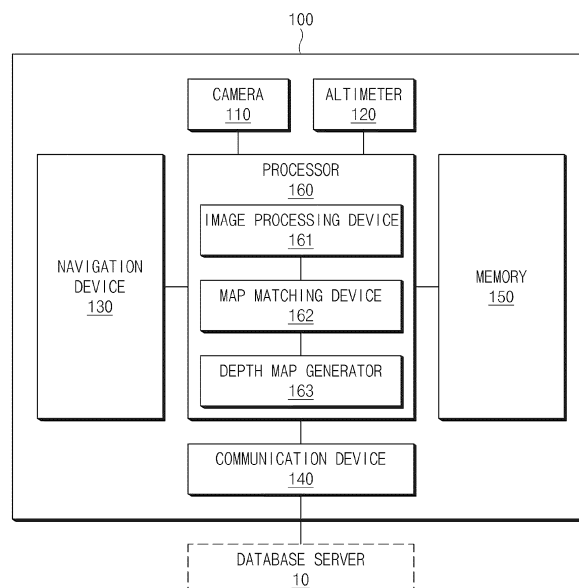 100
CAMERA
110
ALTIMETER
120
PROCESSOR
160
IMAGE PROCESSING DEVICE
161
NAVIGATION
DEVICE
130
MAP MATCHING DEVICE
162
MEMORY
150
DEPTH MAP GENERATOR
163
COMMUNICATION DEVICE
140
DATABASE SERVER
10